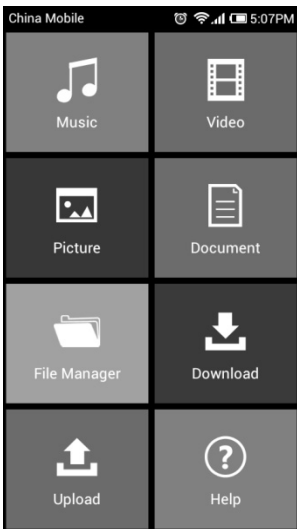 China Mobile 5:07PM
Music Video
Picture Document
File Manager Download
Upload Help